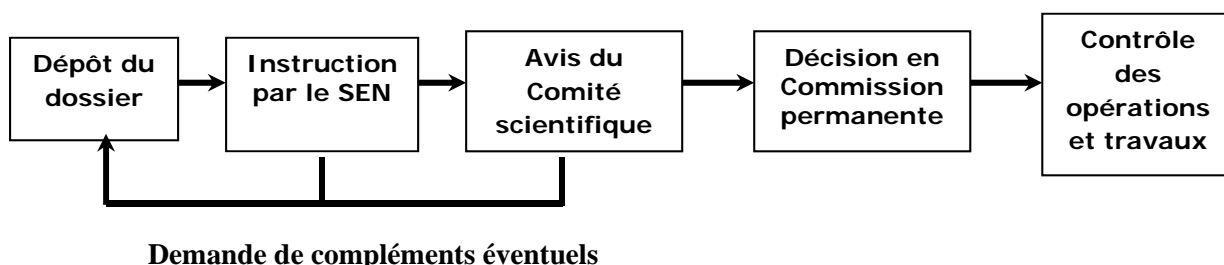 Dépôt du
dossier
Instruction
par le SEN
Avis du
Comité
scientifique
Décision en
Commission
permanente
Contrôle
des
opérations
et travaux
Demande de compléments éventuels